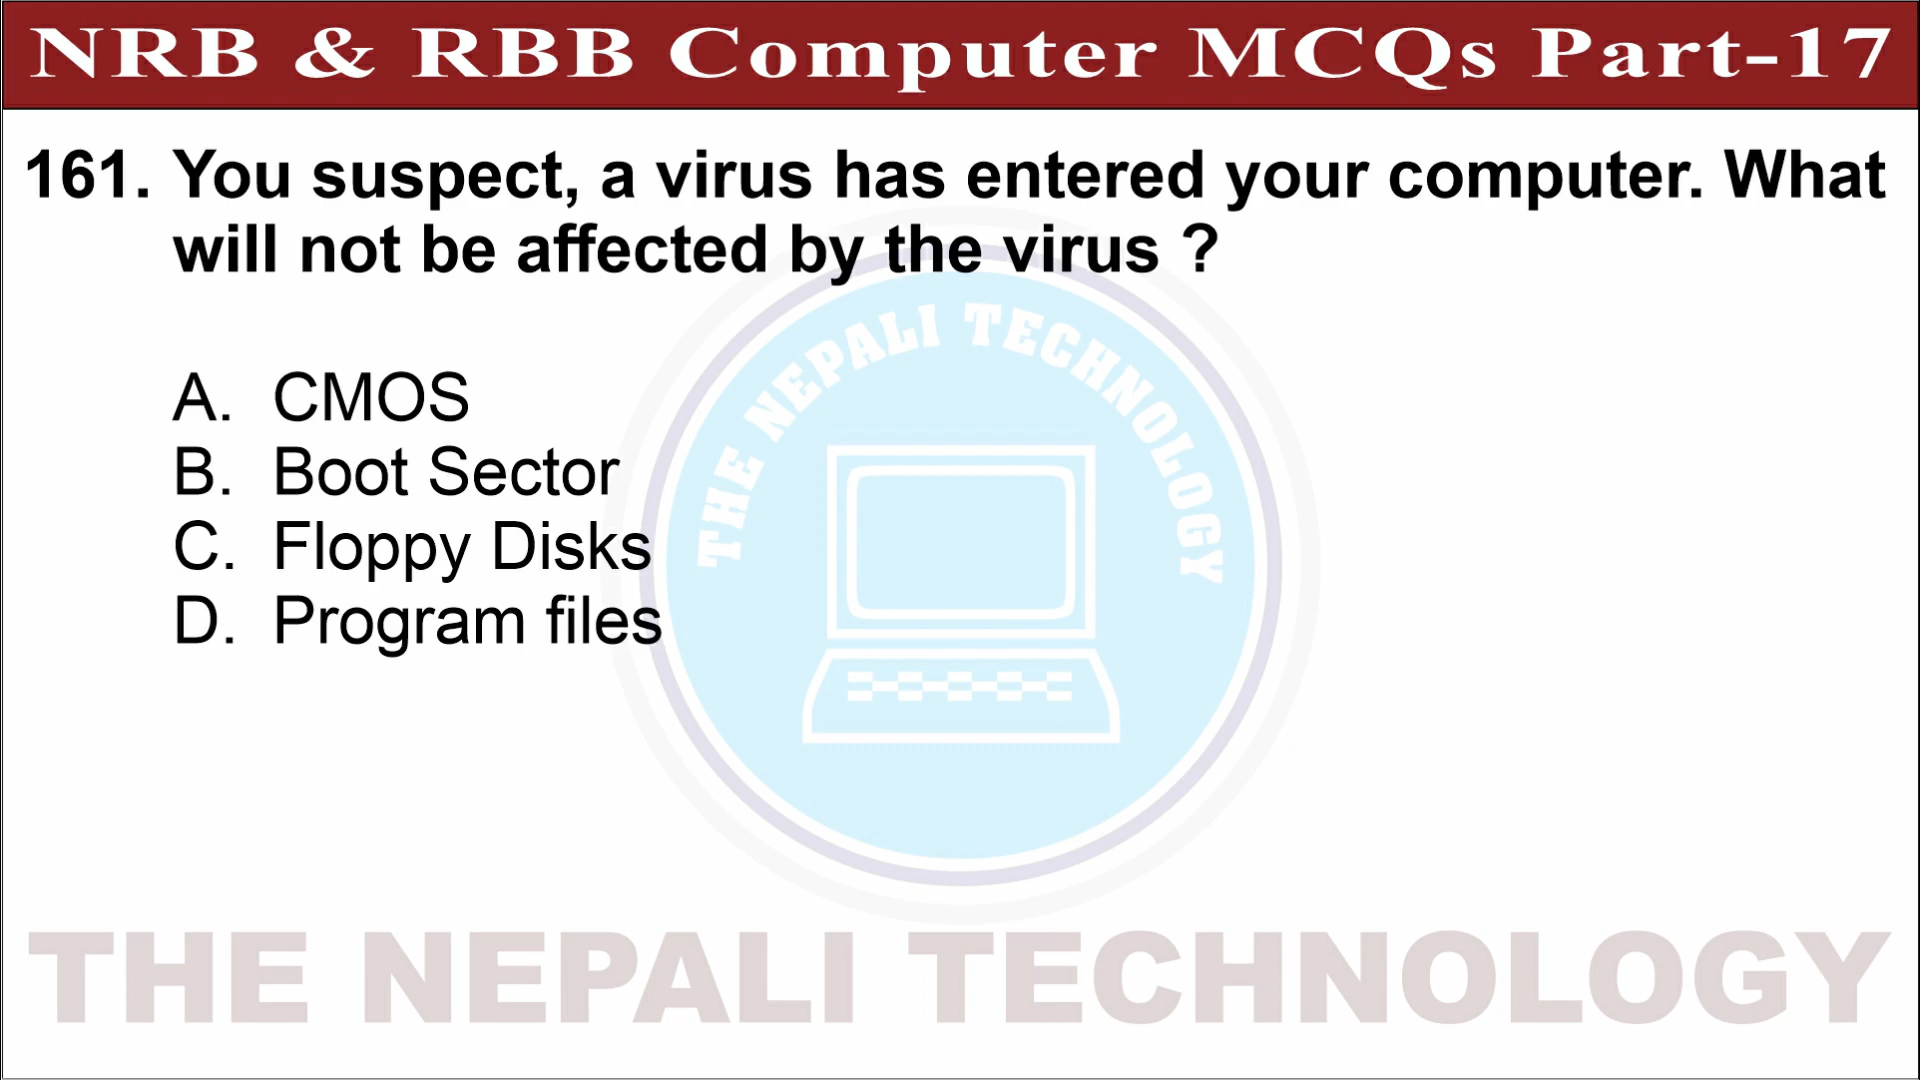 NRB & RBB Computer MCQs Part-17
161. You suspect, a virus has entered your computer. What
will not be affected by the virus ?
THE NEPALI TECHNOLOGY
A. CMOS
B. Boot Sector
C. Floppy Disks
D. Program files
THE NEPALI TECHNOLOGY